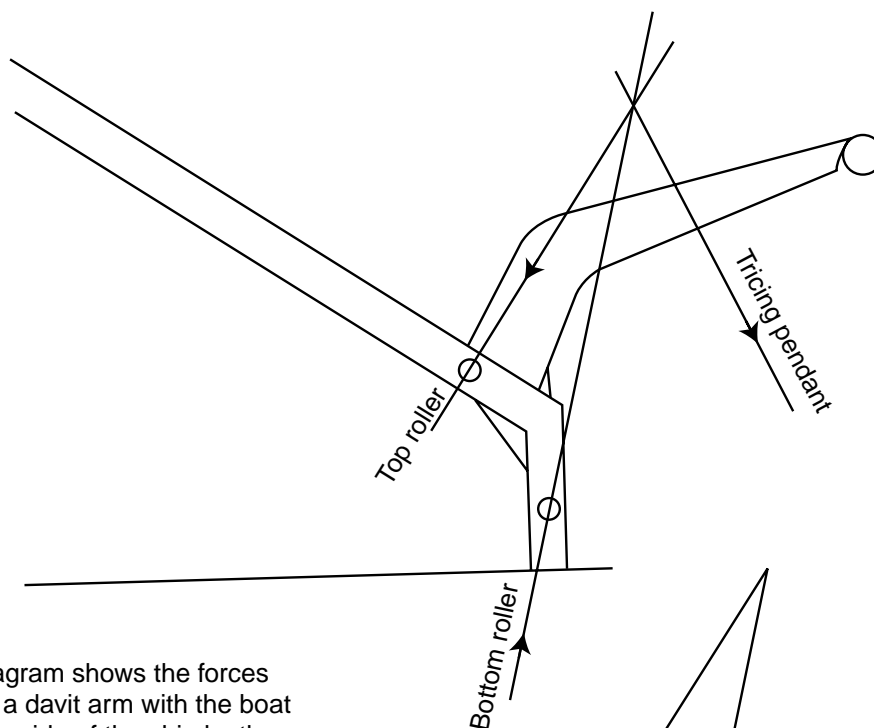 Tricing pendant
Top roller
Bottom roller
agram shows the forces
a davit arm with the boat